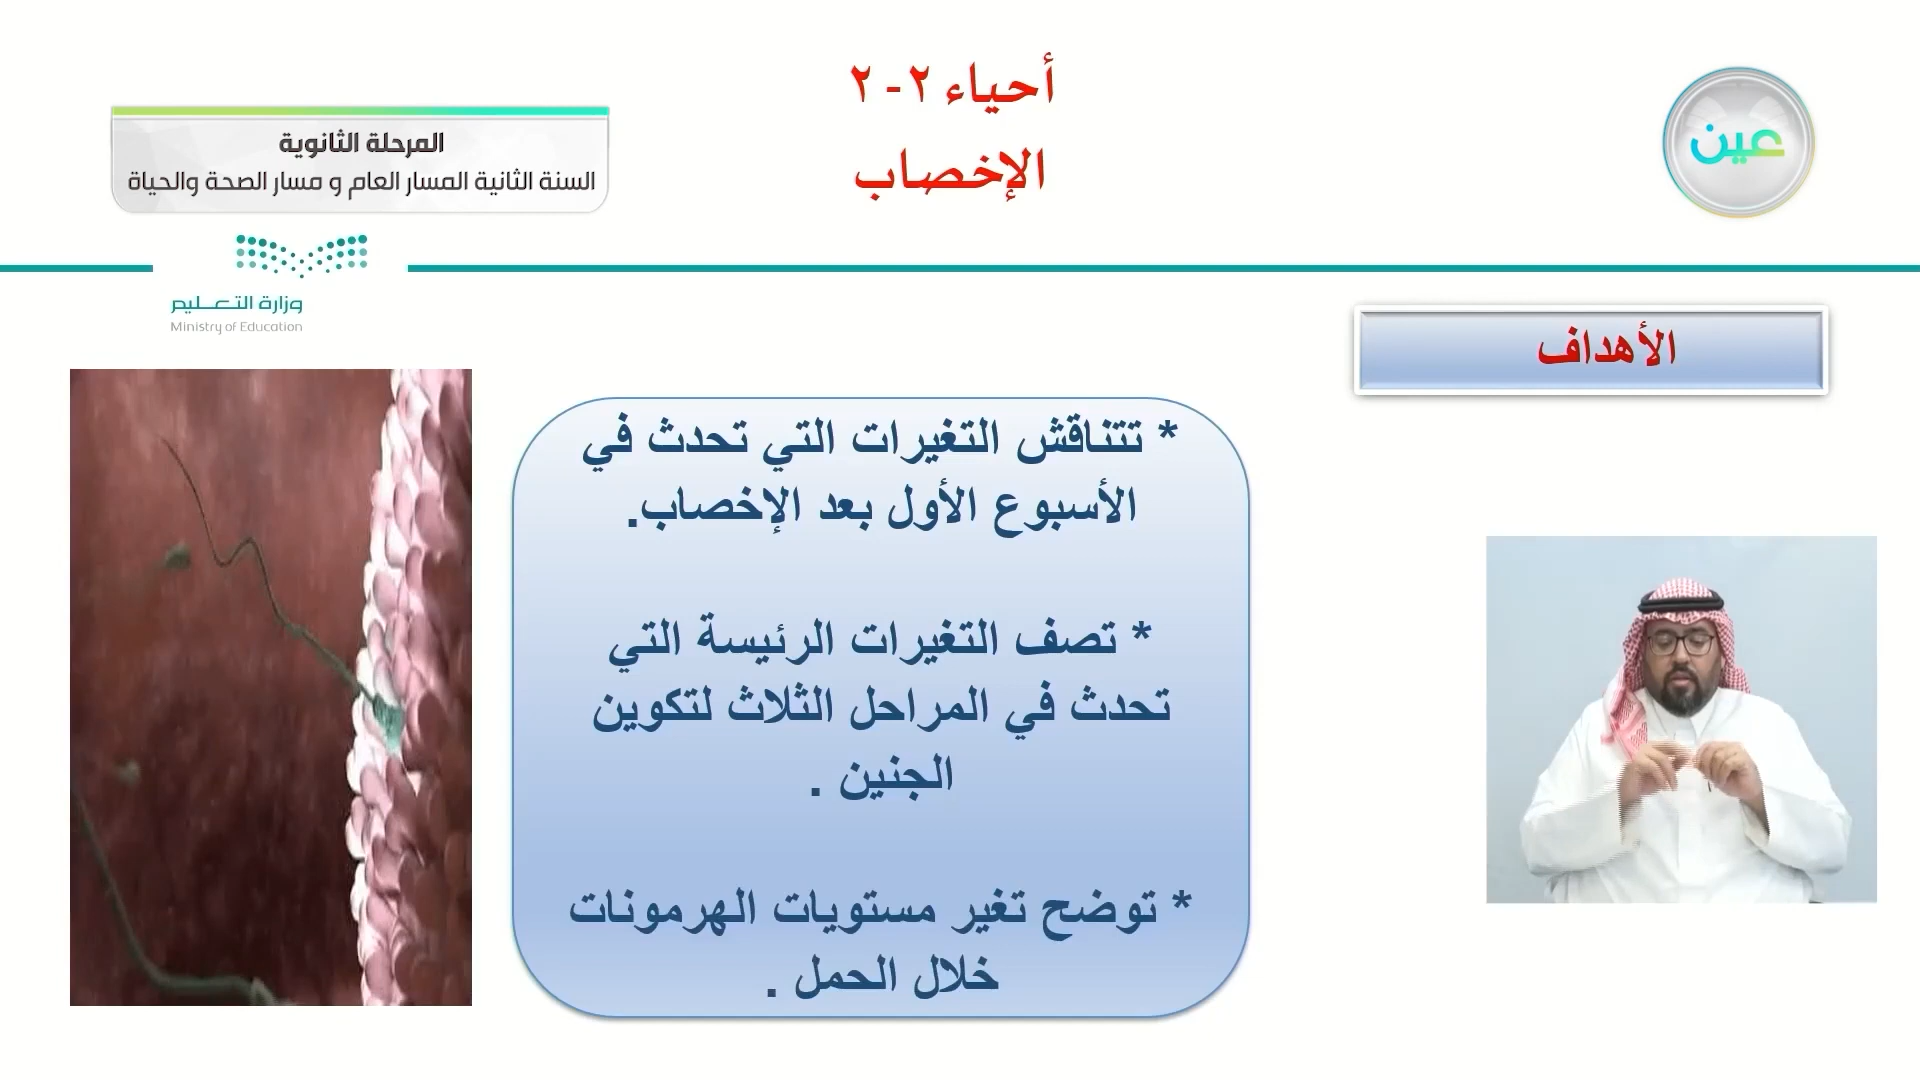 أحياء ٢-٢
الإخصاب
عين
المرحلة الثانوية
السنة الثانية المسار العام و مسار الصحة والحياة
وزارة التعليم
Ministry of Education
الأهداف
* تتناقش التغيرات التي تحدث في
الأسبوع الأول بعد الإخصاب.
* تصف التغيرات الرئيسة التي
تحدث في المراحل الثلاث لتكوين
الجنين .
* توضح تغير مستويات الهرمونات
خلال الحمل .